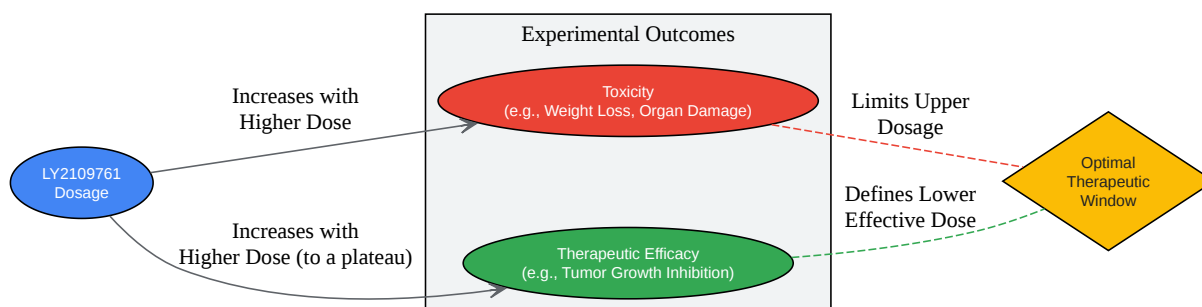 Experimental Outcomes
Increases with
Higher Dose
Toxicity
(e.g., Weight Loss, Organ Damage)
Limits Upper
Dosage
LY2109761
Dosage
Optimal
Therapeutic
Window
Defines Lower
Effective Dose
Increases with
Higher Dose (to a plateau)
Therapeutic Efficacy
(e.g., Tumor Growth Inhibition)